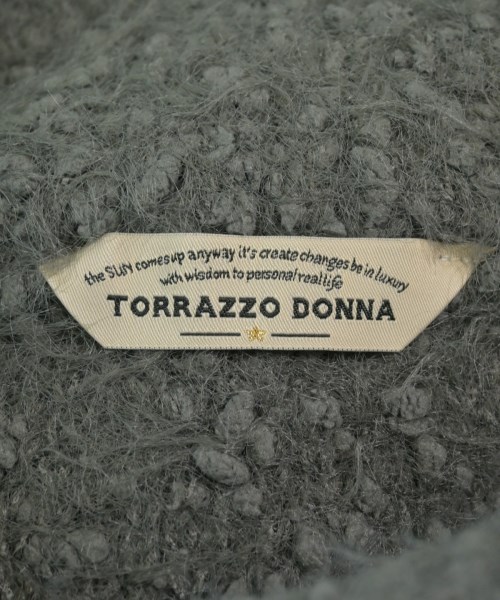 the SUN comes up anyway it's create changes be in luxury
with wisdom to personal real life
TORRAZZO DONNA